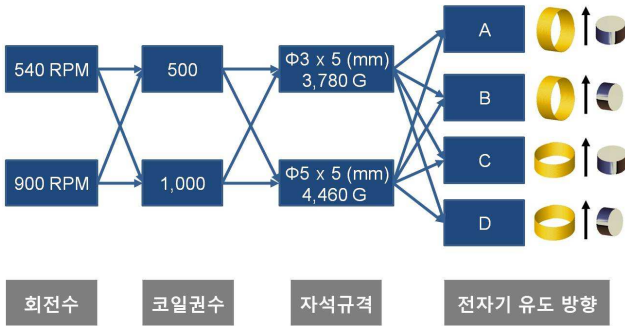 540 RPM
900 RPM
500
1,000
Φ3 x 5 (mm)
3,780 G
Φ5 x 5 (mm)
4,460 G
A
B
C
D
회전수
코일권수
자석규격
전자기 유도 방향